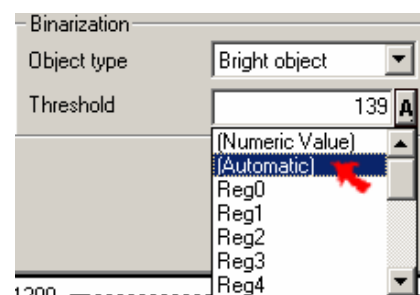 Binarization
Object type Bright object
Threshold 139 A
(Numeric Value)
(Automatic)
Reg0
Reg1
Reg2
Reg3
Reg4